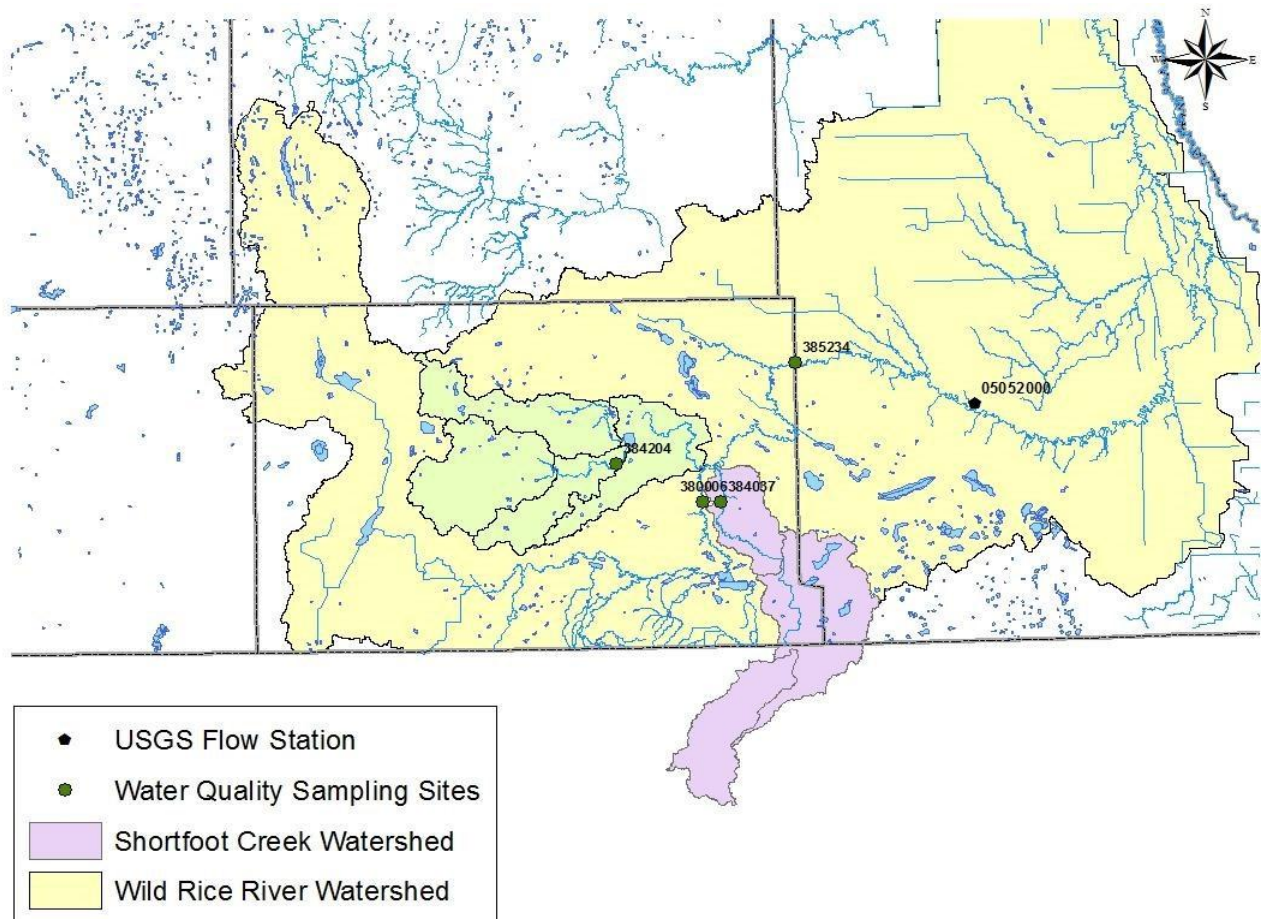 N
W E
S
385234
05052000
384204
380006384037
USGS Flow Station
Water Quality Sampling Sites
Shortfoot Creek Watershed
Wild Rice River Watershed